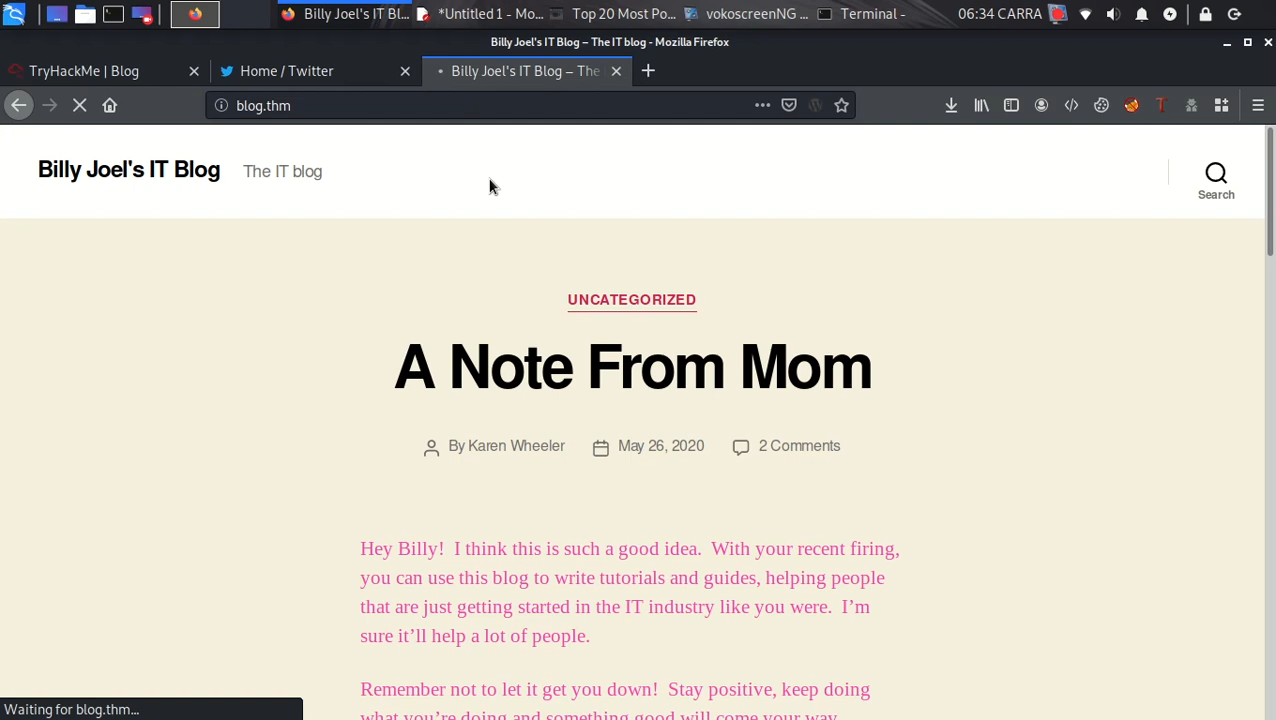 Billy Joel's IT Bl... *Untitled 1 - Mo... Top 20 Most Po... vokoscreenNG ... Terminal - 06:34 CARRA
Billy Joel's IT Blog – The IT blog - Mozilla Firefox
TryHackMe | Blog Home / Twitter Billy Joel's IT Blog – The
blog.thm
Billy Joel's IT Blog The IT blog
Search
UNCATEGORIZED
A Note From Mom
By Karen Wheeler May 26, 2020 2 Comments
Hey Billy! I think this is such a good idea. With your recent firing,
you can use this blog to write tutorials and guides, helping people
that are just getting started in the IT industry like you were. I’m
sure it’ll help a lot of people.
Remember not to let it get you down! Stay positive, keep doing
what you’re doing and something good will come your way.
Waiting for blog.thm...